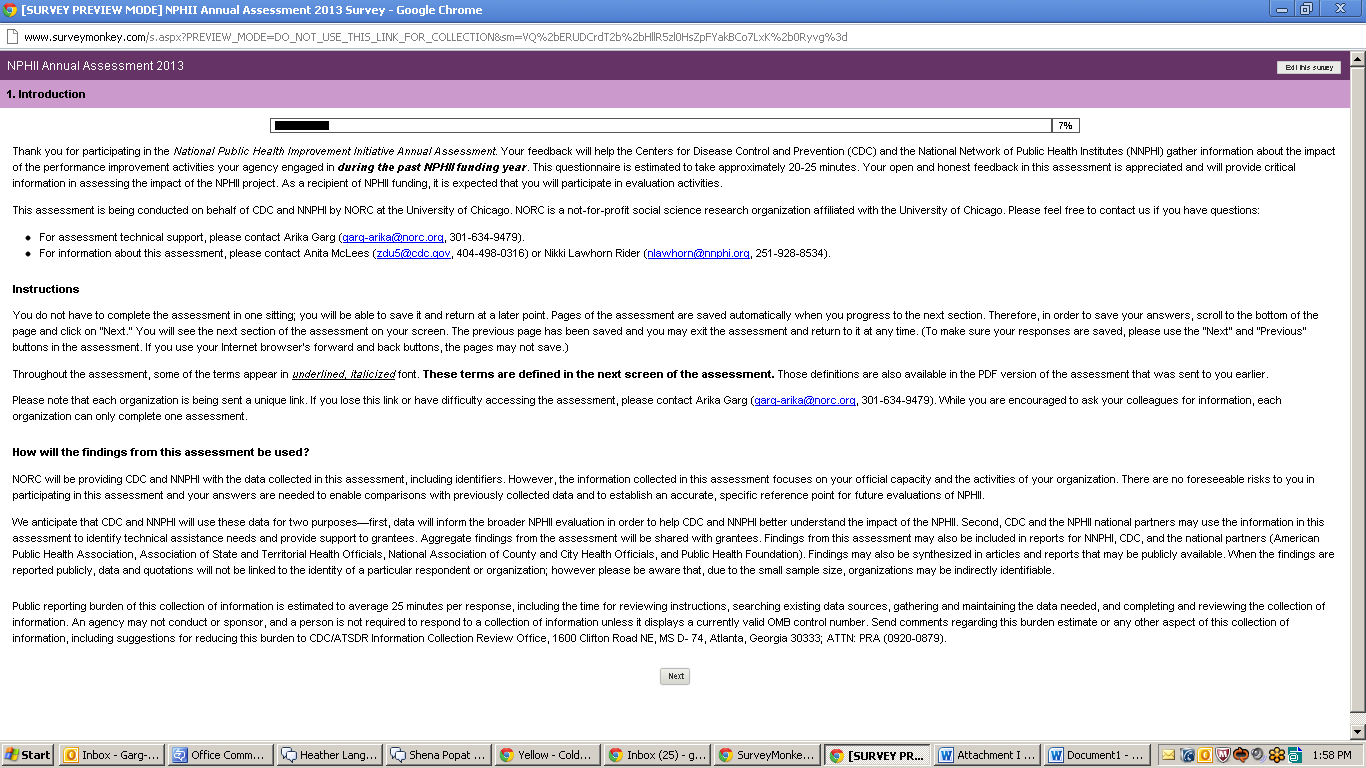 [SURVEY PREVIEW MODE] NPHII Annual Assessment 2013 Survey - Google Chrome
www.surveymonkey.com/s.aspx?PREVIEW_MODE=DO_NOT_USE_THIS_LINK_FOR_COLLECTION&sm=VQ%2bERUDCrdT2b%2bHllR5zl0HsZpFYakBCo7LxK%2b0Ryvg%3d
NPHII Annual Assessment 2013
Exit this survey
1. Introduction
7%
Thank you for participating in the National Public Health Improvement Initiative Annual Assessment. Your feedback will help the Centers for Disease Control and Prevention (CDC) and the National Network of Public Health Institutes (NNPHI) gather information about the impact
of the performance improvement activities your agency engaged in during the past NPHII funding year. This questionnaire is estimated to take approximately 20-25 minutes. Your open and honest feedback in this assessment is appreciated and will provide critical
information in assessing the impact of the NPHII project. As a recipient of NPHII funding, it is expected that you will participate in evaluation activities.
This assessment is being conducted on behalf of CDC and NNPHI by NORC at the University of Chicago. NORC is a not-for-profit social science research organization affiliated with the University of Chicago. Please feel free to contact us if you have questions:
• For assessment technical support, please contact Arika Garg (garg-arika@norc.org, 301-634-9479).
• For information about this assessment, please contact Anita McLees (zdu5@cdc.gov, 404-498-0316) or Nikki Lawhorn Rider (nlawhorn@nnphi.org, 251-928-8534).
Instructions
You do not have to complete the assessment in one sitting; you will be able to save it and return at a later point. Pages of the assessment are saved automatically when you progress to the next section. Therefore, in order to save your answers, scroll to the bottom of the
page and click on "Next." You will see the next section of the assessment on your screen. The previous page has been saved and you may exit the assessment and return to it at any time. (To make sure your responses are saved, please use the "Next" and "Previous"
buttons in the assessment. If you use your Internet browser's forward and back buttons, the pages may not save.)
Throughout the assessment, some of the terms appear in underlined, italicized font. These terms are defined in the next screen of the assessment. Those definitions are also available in the PDF version of the assessment that was sent to you earlier.
Please note that each organization is being sent a unique link. If you lose this link or have difficulty accessing the assessment, please contact Arika Garg (garg-arika@norc.org, 301-634-9479). While you are encouraged to ask your colleagues for information, each
organization can only complete one assessment.
How will the findings from this assessment be used?
NORC will be providing CDC and NNPHI with the data collected in this assessment, including identifiers. However, the information collected in this assessment focuses on your official capacity and the activities of your organization. There are no foreseeable risks to you in
participating in this assessment and your answers are needed to enable comparisons with previously collected data and to establish an accurate, specific reference point for future evaluations of NPHII.
We anticipate that CDC and NNPHI will use these data for two purposes—first, data will inform the broader NPHII evaluation in order to help CDC and NNPHI better understand the impact of the NPHII. Second, CDC and the NPHII national partners may use the information in this
assessment to identify technical assistance needs and provide support to grantees. Aggregate findings from the assessment will be shared with grantees. Findings from this assessment may also be included in reports for NNPHI, CDC, and the national partners (American
Public Health Association, Association of State and Territorial Health Officials, National Association of County and City Health Officials, and Public Health Foundation). Findings may also be synthesized in articles and reports that may be publicly available. When the findings are
reported publicly, data and quotations will not be linked to the identity of a particular respondent or organization; however please be aware that, due to the small sample size, organizations may be indirectly identifiable.
Public reporting burden of this collection of information is estimated to average 25 minutes per response, including the time for reviewing instructions, searching existing data sources, gathering and maintaining the data needed, and completing and reviewing the collection of
information. An agency may not conduct or sponsor, and a person is not required to respond to a collection of information unless it displays a currently valid OMB control number. Send comments regarding this burden estimate or any other aspect of this collection of
information, including suggestions for reducing this burden to CDC/ATSDR Information Collection Review Office, 1600 Clifton Road NE, MS D- 74, Atlanta, Georgia 30333; ATTN: PRA (0920-0879).
Next
Start Inbox - Garg-... Office Comm... Heather Lang... Shena Popat ... Yellow - Cold... Inbox (25) - g... SurveyMonke... [SURVEY PR... Attachment I ... Document1 - ... 1:58 PM